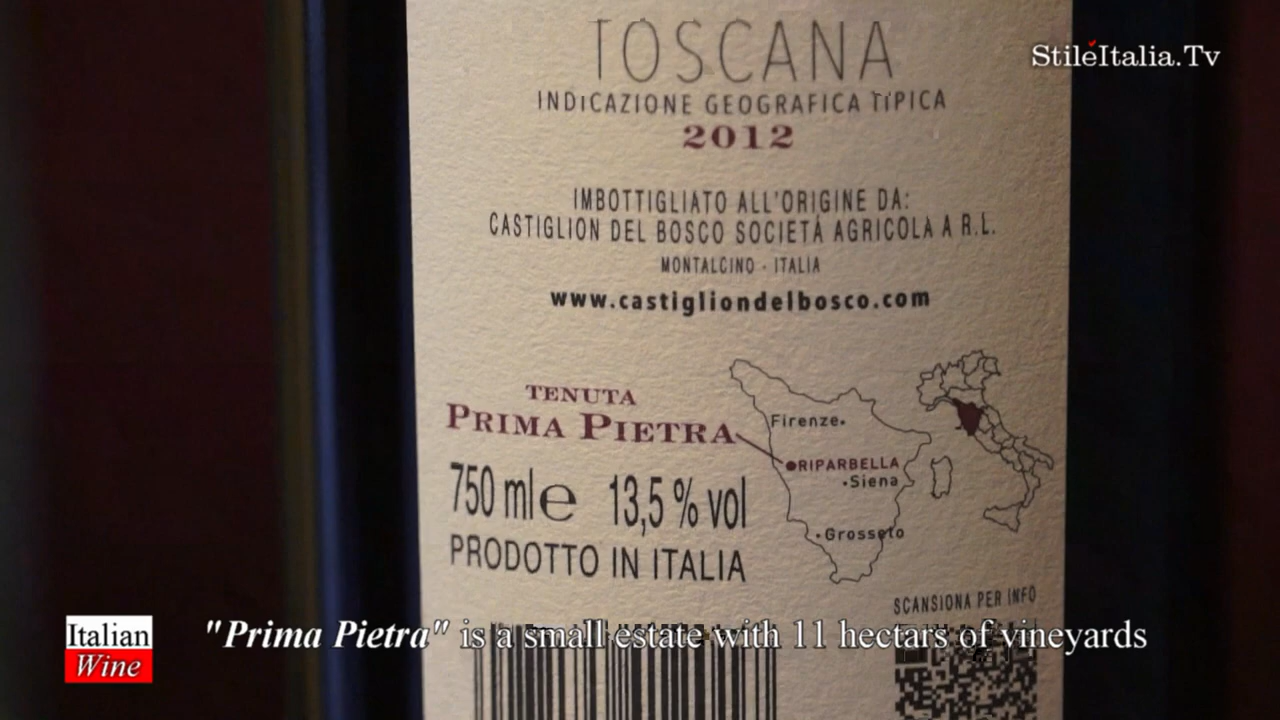 TOSCANA
StileItalia.Tv
INDICAZIONE GEOGRAFICA TIPICA
2012
IMBOTTIGLIATO ALL'ORIGINE DA:
CASTIGLION DEL BOSCO SOCIETÁ AGRICOLA A R.L.
MONTALCINO - ITALIA
www.castigliondelbosco.com
TENUTA
PRIMA PIETRA
Firenze
RIPARBELLA
Siena
Grosseto
750 ml e 13,5 % vol
PRODOTTO IN ITALIA
SCANSIONA PER INFO
Italian
Wine
"Prima Pietra" is a small estate with 11 hectars of vineyards